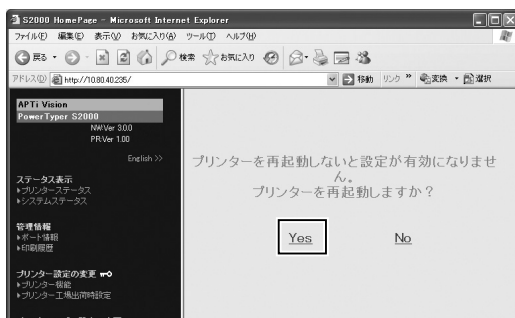 S2000 HomePage - Microsoft Internet Explorer
ファイル(F) 編集(E) 表示(V) お気に入り(A) ツール(T) ヘルプ(H)
戻る 検索 お気に入り
アドレス(D) http://10.80.40.235/ 移動 リンク » 変換 選択
APTi Vision
PowerTyper S2000
NW:Ver 3.0.0
PR:Ver 1.00
English >>
ステータス表示
プリンターステータス
システムステータス
管理情報
ポート情報
印刷履歴
プリンター設定の変更
プリンター機能
プリンター工場出荷時設定
プリンターを再起動しないと設定が有効になりませ
ん。
プリンターを再起動しますか？
Yes No